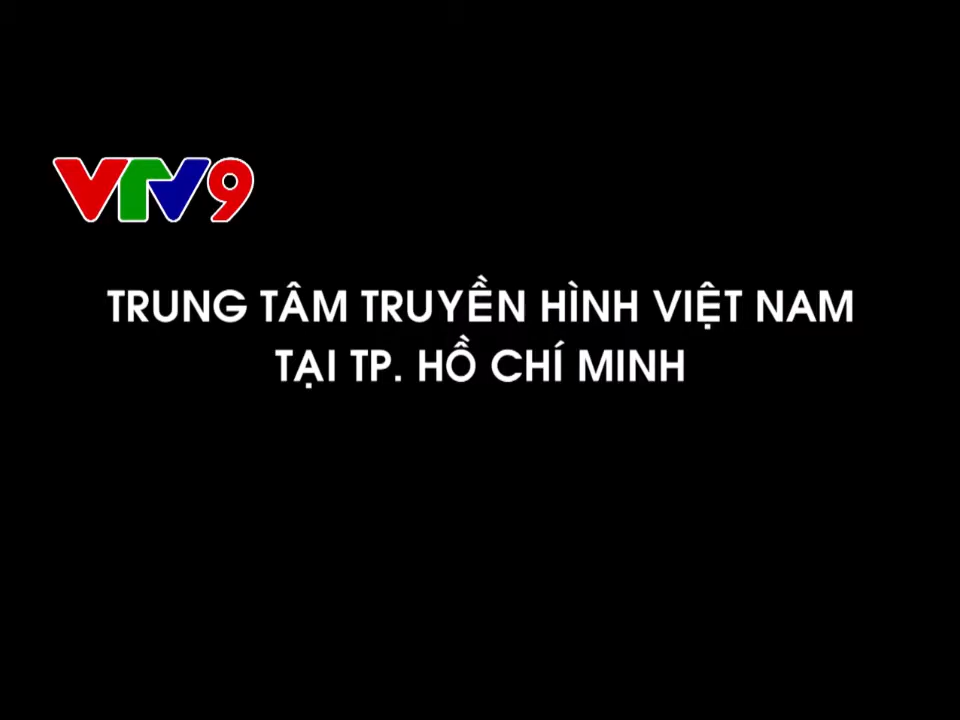 VTV9
TRUNG TÂM TRUYỀN HÌNH VIỆT NAM
TẠI TP. HỒ CHÍ MINH